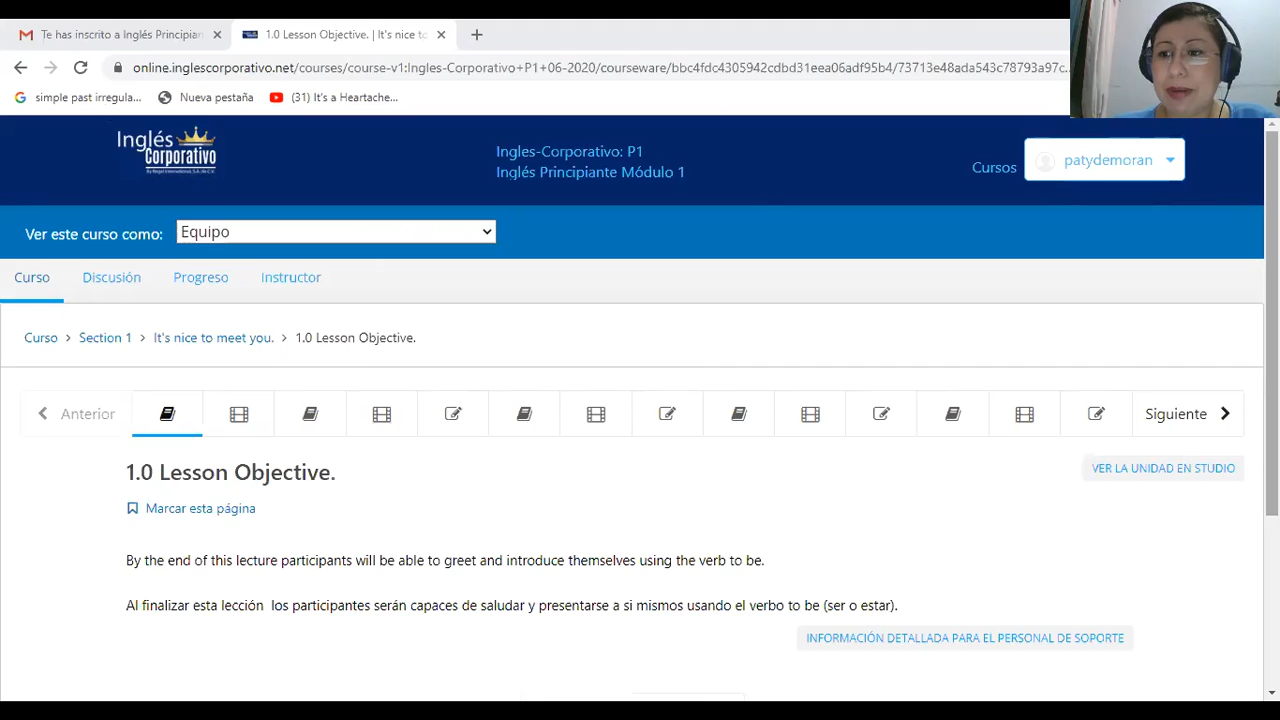 Te has inscrito a Inglés Principian
1.0 Lesson Objective. | It's nice to
online.inglescorporativo.net/courses/course-v1:Ingles-Corporativo+P1+06-2020/courseware/bbc4fdc4305942cdbd31eea06adf95b4/73713e48ada543c78793a97c...
simple past irregula...
Nueva pestaña
(31) It's a Heartache...
Inglés
Corporativo
By Regal International, S.A. de C.V.
Ingles-Corporativo: P1
Inglés Principiante Módulo 1
Cursos
patydemoran
Ver este curso como:
Equipo
Curso
Discusión
Progreso
Instructor
Curso > Section 1 > It's nice to meet you. > 1.0 Lesson Objective.
Anterior
Siguiente
1.0 Lesson Objective.
VER LA UNIDAD EN STUDIO
Marcar esta página
By the end of this lecture participants will be able to greet and introduce themselves using the verb to be.
Al finalizar esta lección los participantes serán capaces de saludar y presentarse a si mismos usando el verbo to be (ser o estar).
INFORMACIÓN DETALLADA PARA EL PERSONAL DE SOPORTE